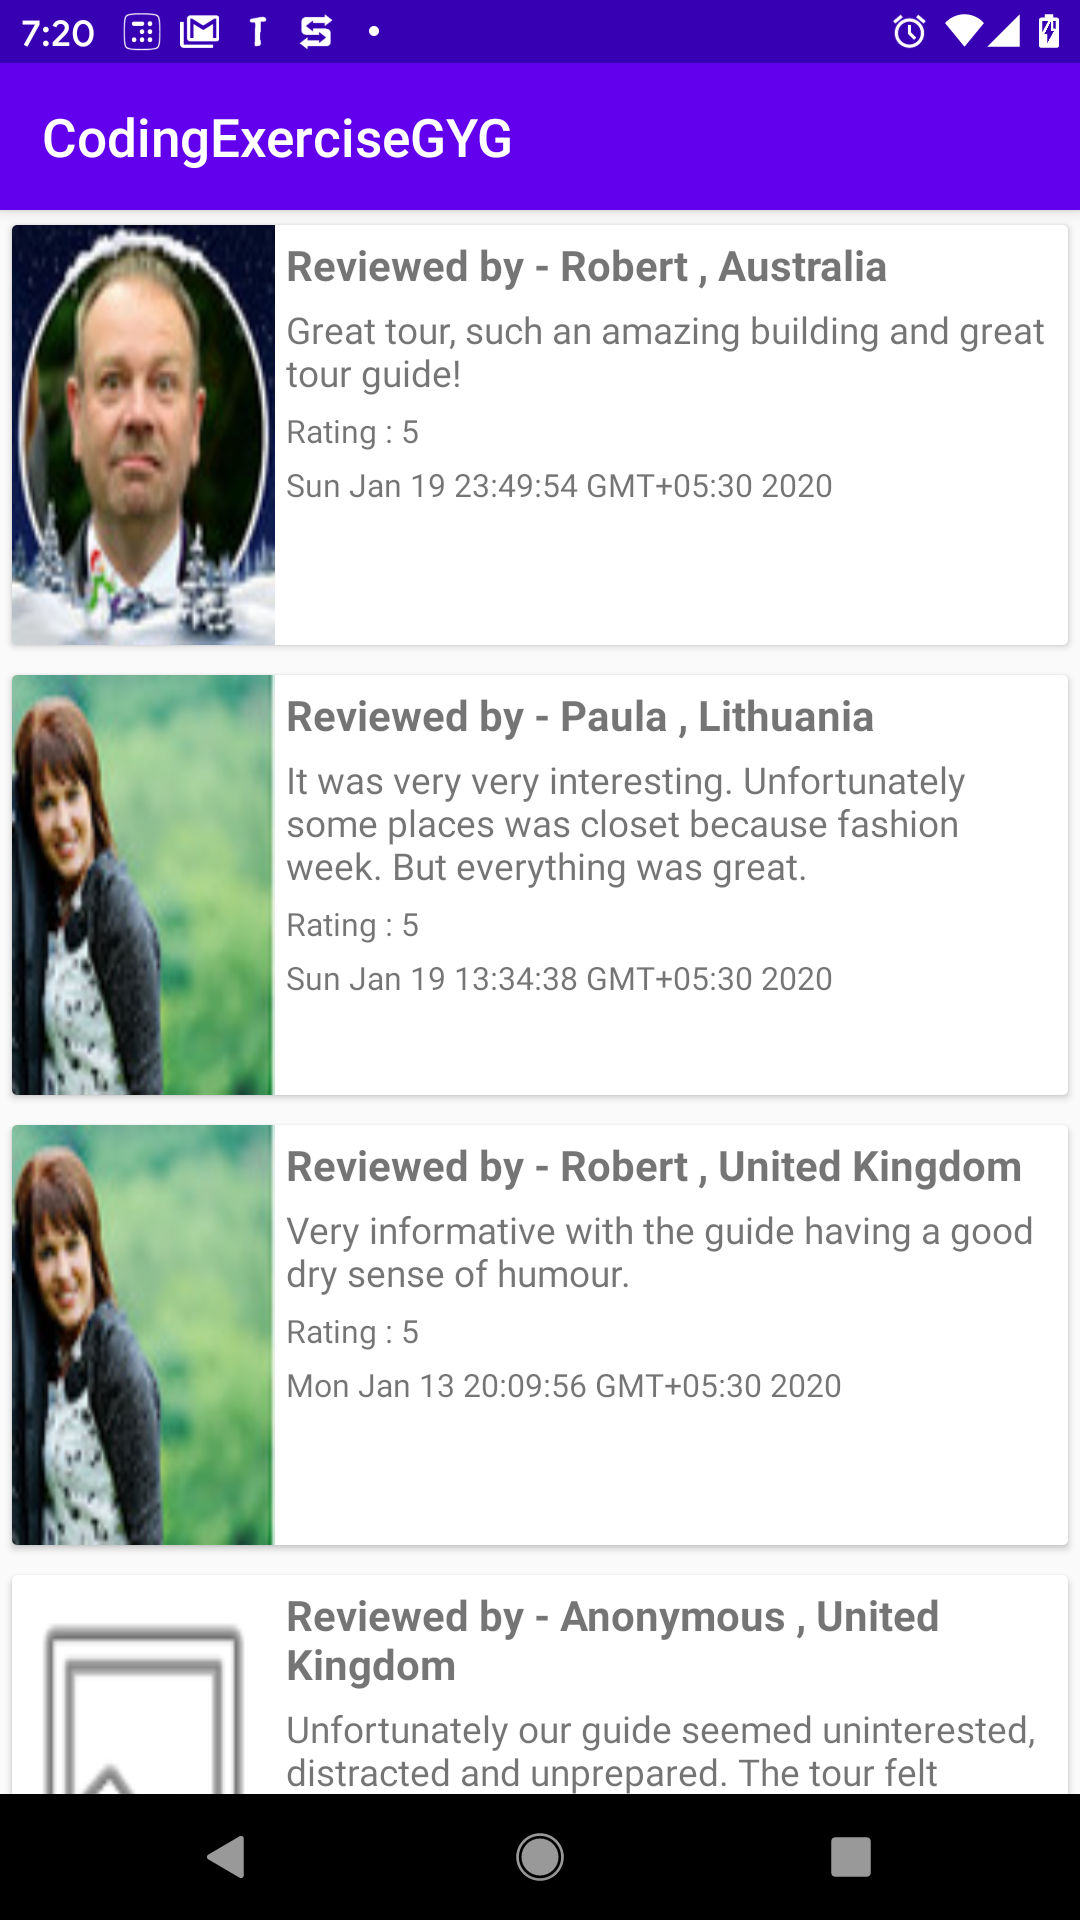 7:20
CodingExerciseGYG
Reviewed by - Robert , Australia
Great tour, such an amazing building and great
tour guide!
Rating : 5
Sun Jan 19 23:49:54 GMT+05:30 2020
Reviewed by - Paula , Lithuania
It was very very interesting. Unfortunately
some places was closet because fashion
week. But everything was great.
Rating : 5
Sun Jan 19 13:34:38 GMT+05:30 2020
Reviewed by - Robert , United Kingdom
Very informative with the guide having a good
dry sense of humour.
Rating : 5
Mon Jan 13 20:09:56 GMT+05:30 2020
Reviewed by - Anonymous , United
Kingdom
Unfortunately our guide seemed uninterested,
distracted and unprepared. The tour felt